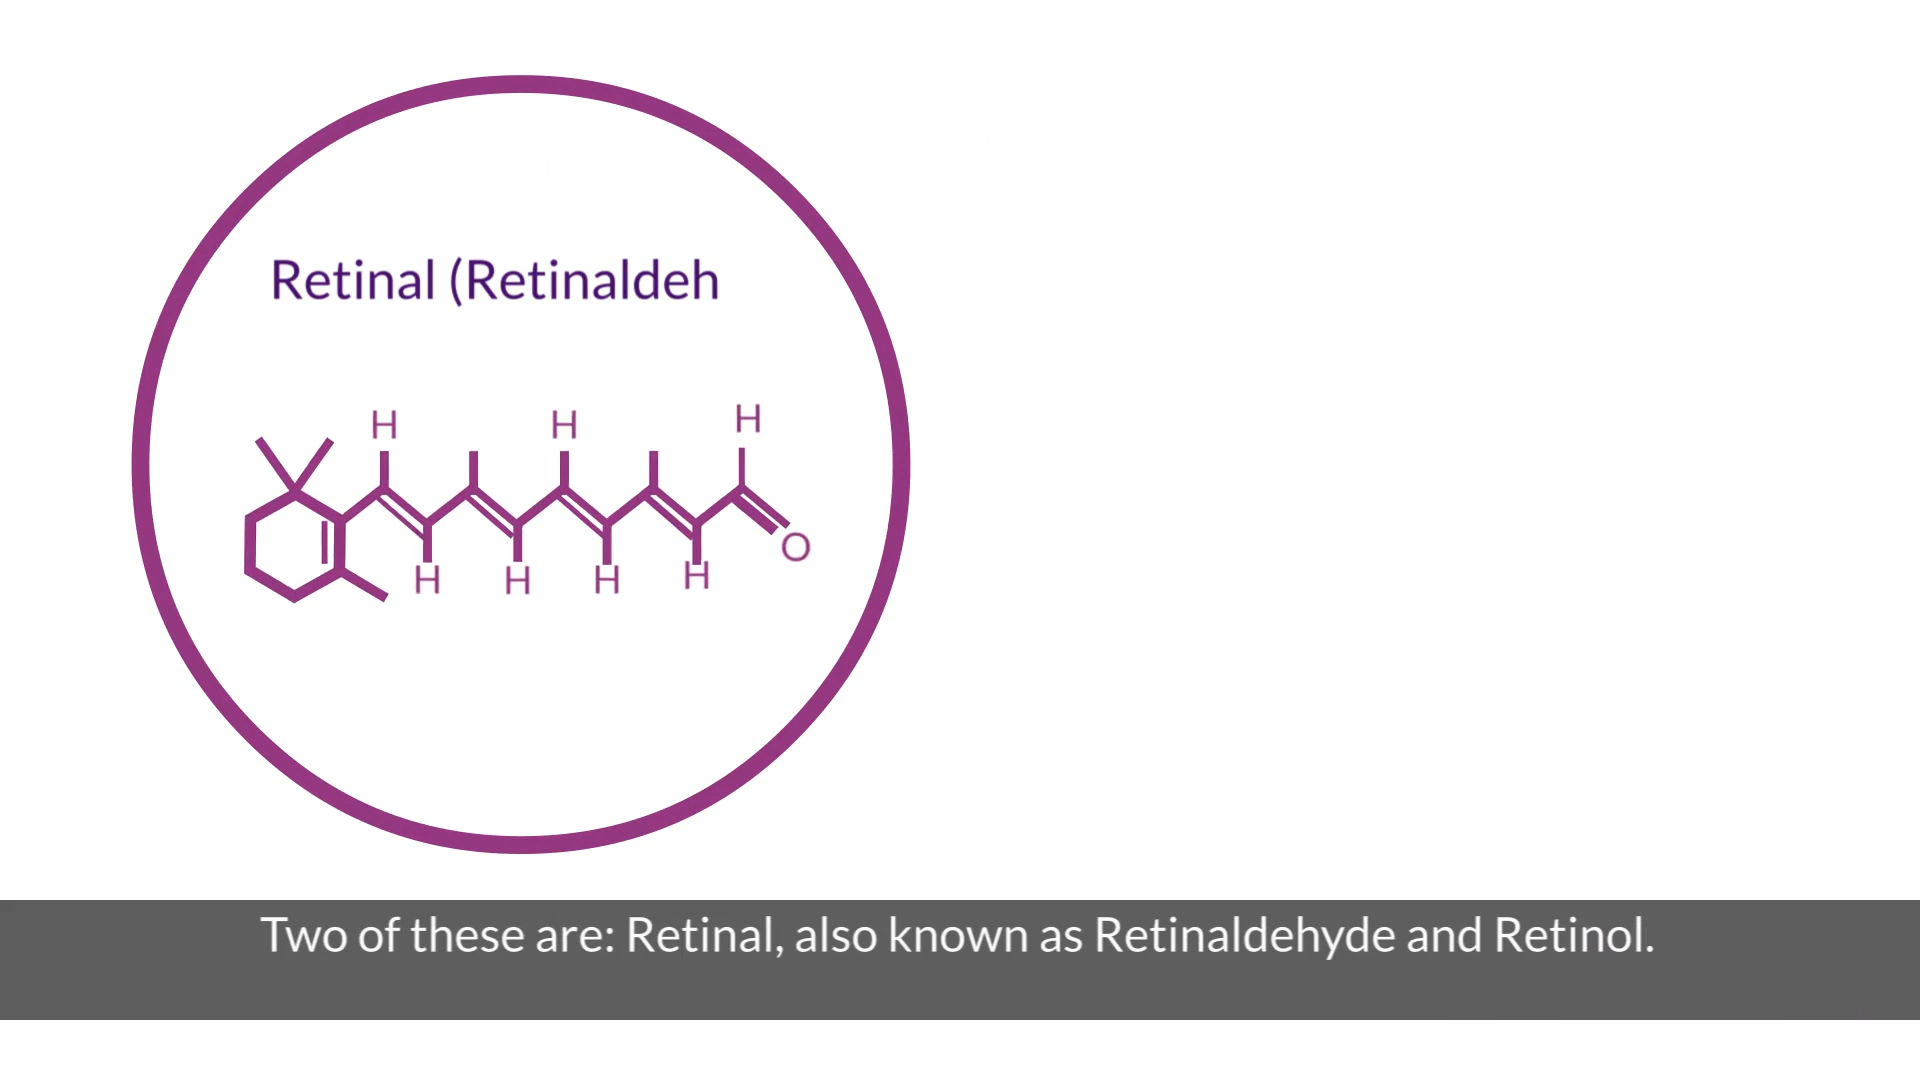 Retinal (Retinaldeh
H H H
H H H H O
Two of these are: Retinal, also known as Retinaldehyde and Retinol.